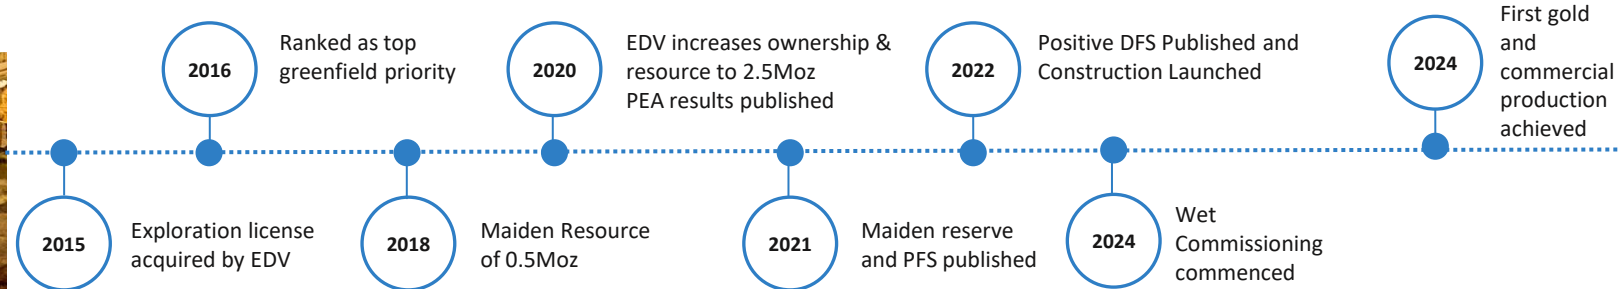 2015
Exploration license
acquired by EDV
2016
Ranked as top
greenfield priority
2018
Maiden Resource
of 0.5Moz
2020
EDV increases ownership &
resource to 2.5Moz
PEA results published
2021
Maiden reserve
and PFS published
2022
Positive DFS Published and
Construction Launched
2024
Wet
Commissioning
commenced
2024
First gold
and
commercial
production
achieved